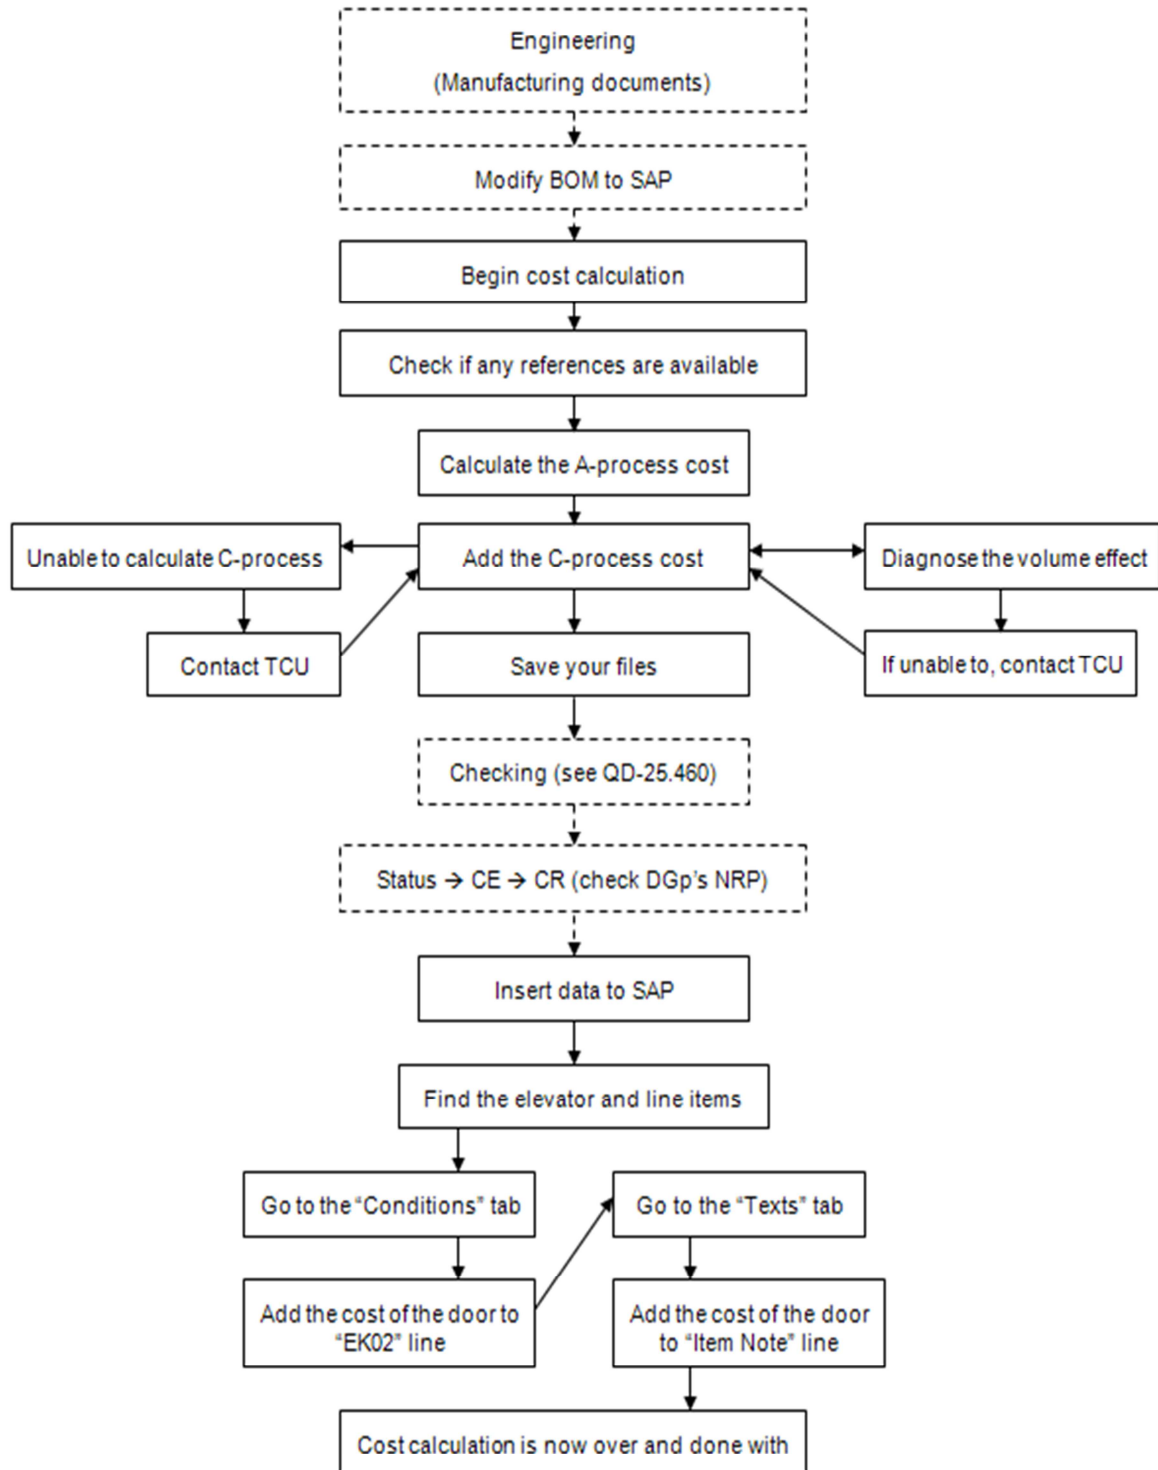 Engineering
(Manufacturing documents)
Modify BOM to SAP
Begin cost calculation
Check if any references are available
Calculate the A-process cost
Unable to calculate C-process
Add the C-process cost
Diagnose the volume effect
Contact TCU
Save your files
If unable to, contact TCU
Checking (see QD-25.460)
Status → CE → CR (check DGp's NRP)
Insert data to SAP
Find the elevator and line items
Go to the “Conditions” tab
Go to the “Texts” tab
Add the cost of the door to
“EK02” line
Add the cost of the door
to “Item Note” line
Cost calculation is now over and done with